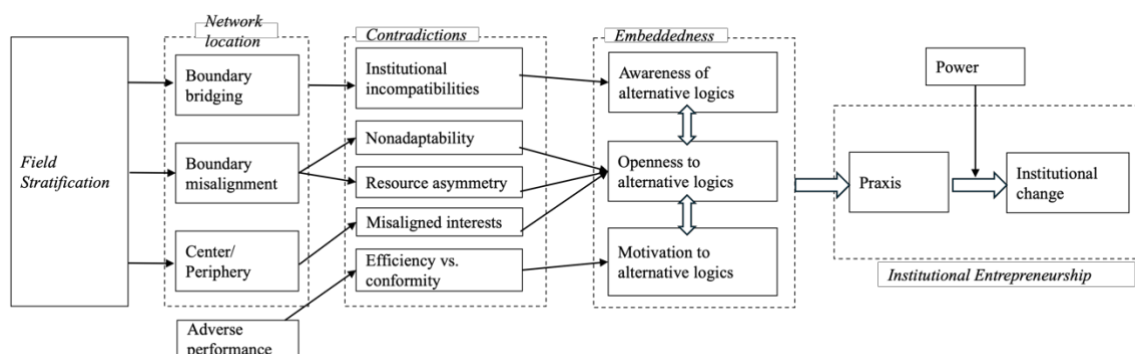 Network
location
Contradictions
Embeddedness
Field
Stratification
Boundary
bridging
Boundary
misalignment
Center/
Periphery
Adverse
performance
Institutional
incompatibilities
Nonadaptability
Resource asymmetry
Misaligned interests
Efficiency vs.
conformity
Awareness of
alternative logics
Openness to
alternative logics
Motivation to
alternative logics
Power
Praxis
Institutional
change
Institutional Entrepreneurship